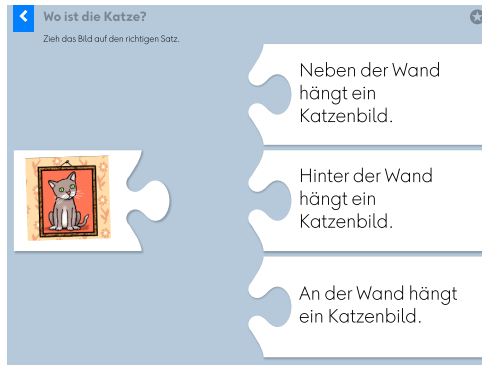 Wo ist die Katze?
Zieh das Bild auf den richtigen Satz.
Neben der Wand
hängt ein
Katzenbild.
Hinter der Wand
hängt ein
Katzenbild.
An der Wand hängt
ein Katzenbild.